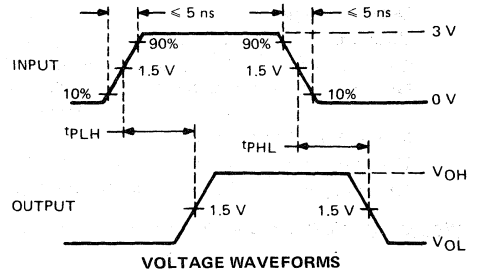 ≤ 5 ns
≤ 5 ns
3 V
90%
90%
INPUT
1.5 V
1.5 V
10%
10%
0 V
tPLH
tPHL
VOH
OUTPUT
1.5 V
1.5 V
VOL
VOLTAGE WAVEFORMS